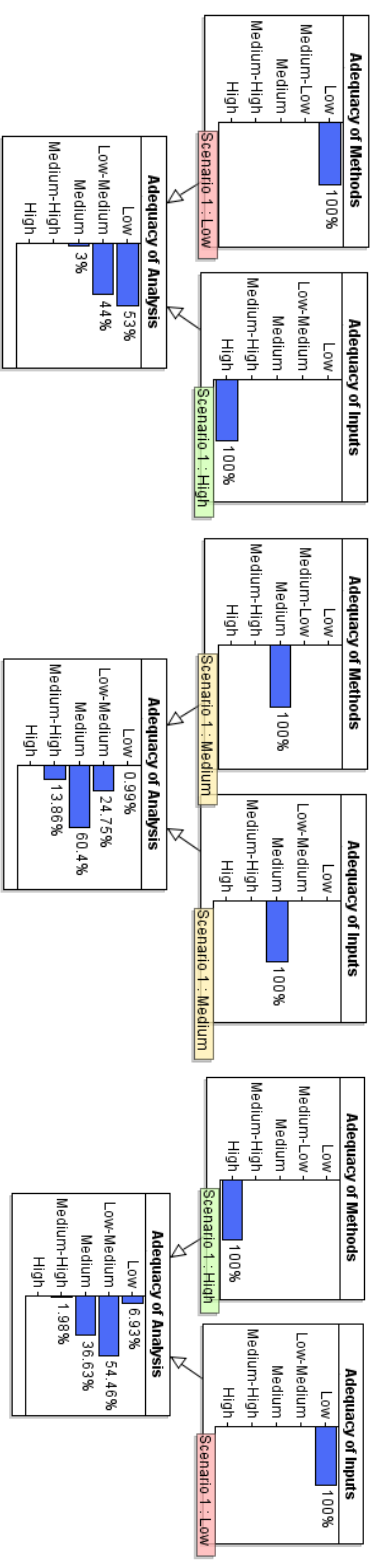 Adequacy of Methods
Low
100%
Medium-Low
Medium
Medium-High
High
Scenario 1 : Low
Adequacy of Inputs
Low
Low-Medium
Medium
Medium-High
High
100%
Scenario 1 : High
Adequacy of Analysis
Low
53%
Low-Medium
44%
Medium
3%
Medium-High
High
Adequacy of Methods
Low
Medium-Low
Medium
100%
Medium-High
High
Scenario 1 : Medium
Adequacy of Inputs
Low
Low-Medium
Medium
100%
Medium-High
High
Scenario 1 : Medium
Adequacy of Analysis
Low
0.99%
Low-Medium
24.75%
Medium
60.4%
Medium-High
13.86%
High
Adequacy of Methods
Low
Medium-Low
Medium
Medium-High
High
100%
Scenario 1 : High
Adequacy of Inputs
Low
100%
Low-Medium
Medium
Medium-High
High
Scenario 1 : Low
Adequacy of Analysis
Low
6.93%
Low-Medium
54.46%
Medium
36.63%
Medium-High
1.98%
High